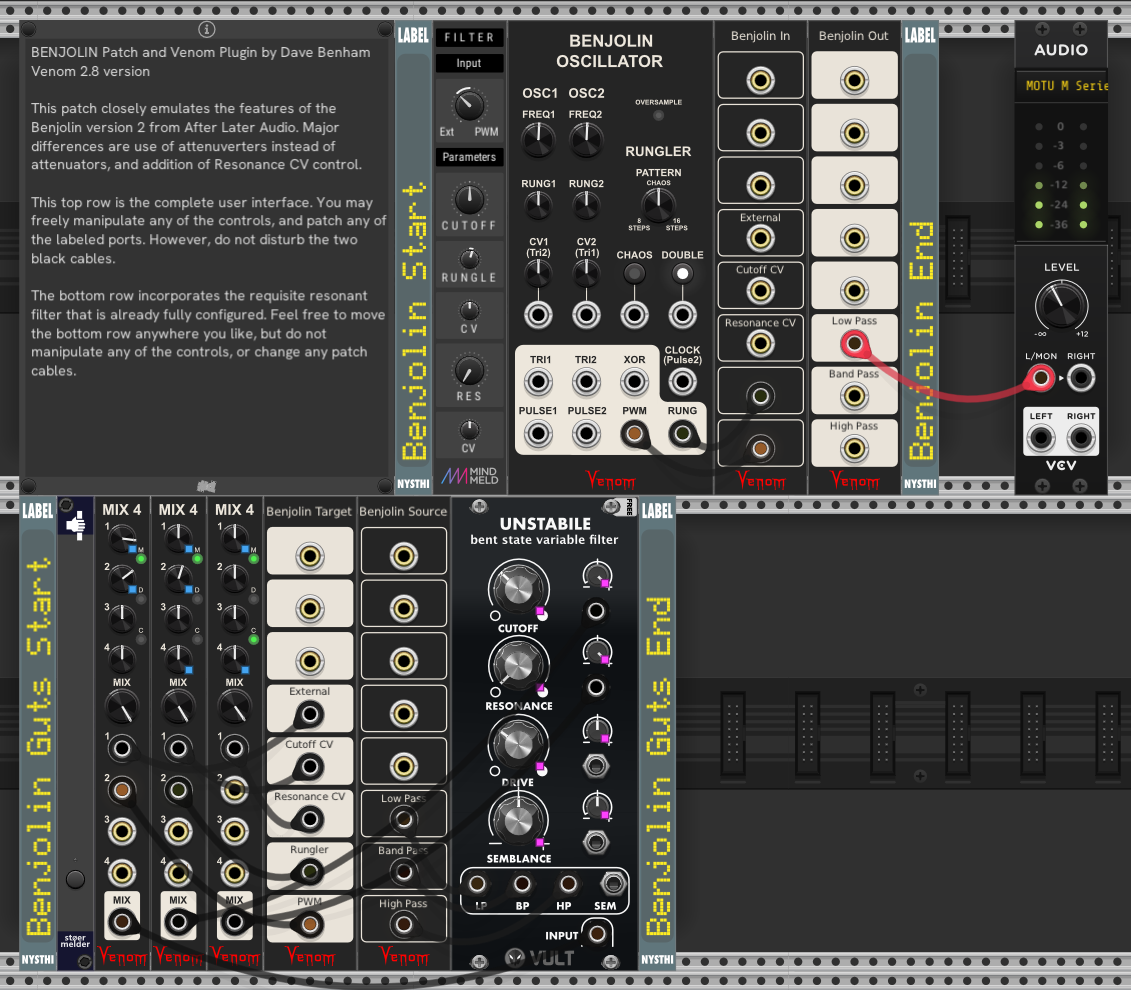 BENJOLIN Patch and Venom Plugin by Dave Benham
Venom 2.8 version
This patch closely emulates the features of the
Benjolin version 2 from After Later Audio. Major
differences are use of attenuverters instead of
attenuators, and addition of Resonance CV control.
This top row is the complete user interface. You may
freely manipulate any of the controls, and patch any of
the labeled ports. However, do not disturb the two
black cables.
The bottom row incorporates the requisite resonant
filter that is already fully configured. Feel free to move
the bottom row anywhere you like, but do not
manipulate any of the controls, or change any patch
cables.
LABEL
Benjolin Start
NYSTHI
FILTER
Input
Ext PWM
Parameters
CUTOFF
RUNGLE
CV
RES
CV
MIND
MELD
BENJOLIN
OSCILLATOR
OSC1 OSC2
FREQ1 FREQ2
OVERSAMPLE
RUNGLER
RUNG1 RUNG2
PATTERN
CHAOS
8 STEPS 16 STEPS
CV1 (Tri2) CV2 (Tri1)
CHAOS DOUBLE
TRI1 TRI2 XOR CLOCK (Pulse2)
PULSE1 PULSE2 PWM RUNG
Venom
Benjolin In
External
Cutoff CV
Resonance CV
Venom
Benjolin Out
Low Pass
Band Pass
High Pass
Venom
LABEL
Benjolin End
NYSTHI
AUDIO
MOTU M Serie
0
-3
-6
-12
-24
-36
LEVEL
-∞ +12
L/MON RIGHT
LEFT RIGHT
VCV
LABEL
Benjolin Guts Start
NYSTHI
stoer
melder
MIX 4
1
M
2
D
3
C
4
MIX
1
2
3
4
MIX
Venom
MIX 4
1
M
2
D
3
C
4
MIX
1
2
3
4
MIX
Venom
MIX 4
1
M
2
D
3
C
4
MIX
1
2
3
4
MIX
Venom
Benjolin Target
External
Cutoff CV
Resonance CV
Rungler
PWM
Venom
Benjolin Source
Low Pass
Band Pass
High Pass
Venom
FREE
UNSTABILE
bent state variable filter
CUTOFF
RESONANCE
DRIVE
SEMBLANCE
LP BP HP SEM
INPUT
VULT
LABEL
Benjolin Guts End
NYSTHI